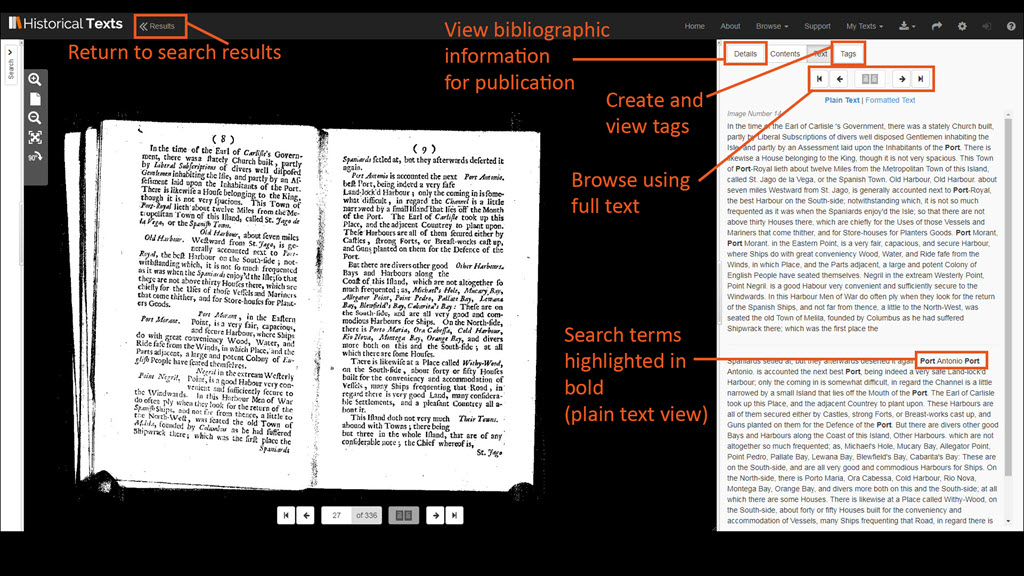 Historical Texts
Results
Home About Browse Support My Texts
Return to search results
View bibliographic
information
for publication
Create and
view tags
Browse using
full text
Search terms
highlighted in
bold
(plain text view)
Search
90°
( 8 )
In the time of the Earl of Carlisle's Govern-
ment, there was a stately Church built, partly
by Liberal Subscriptions of divers well disposed
Gentlemen inhabiting the Isle, and partly by an As-
sessment laid upon the Inhabitants of the Port.
There is likewise a House belonging to the King,
though it is not very spacious. This Town of
Port-Royal lieth about twelve Miles from the Me-
tropolitan Town of this Island, called St. Jago de
la Vega, or the Spanish Town.
Old Harbour, about seven miles
Old Harbour. Westward from St. Jago, is ge-
nerally accounted next to Port-
Royal, the best Harbour on the South-side; not-
withstanding which, it is not so much frequented
as it was when the Spaniards enjoy'd the Isle; so that
there are not above thirty Houses there, which are
chiefly for the Uses of those Vessels and Mariners
that come thither, and for Store-houses for Plant-
ers Goods.
Port Morant, in the Eastern
Port Morant. Point, is a very fair, capacious,
and secure Harbour, where Ships
do with great conveniency Wood, Water, and
Ride safe from the Winds, in which Place, and the
Parts adjacent, a large and potent Colony of En-
glish People have seated themselves.
Negril in the extream Westerly
Point Negril. Point, is a good Habour very con-
venient and sufficiently secure to
the Windwards. In this Harbour Men of War
do often ply when they look for the return of the
Spanish Ships, and not far from thence, a little to
the North-West, was seated the old Town of
Melilla, founded by Columbus as he had suffered
Shipwrack there; which was the first place the
Spaniards
( 9 )
Spaniards setled at, but they afterwards deserted it
again.
Port Antonio is accounted the next Port Antonio,
best Port, being indeed a very safe
Land-lock'd Harbour; only the coming in is some-
what difficult, in regard the Channel is a little
narrowed by a small Island that lies off the Mouth
of the Port. The Earl of Carlisle took up this
Place, and the adjacent Country to plant upon.
These Harbours are all of them secured either by
Castles, strong Forts, or Breast-works cast up,
and Guns planted on them for the Defence of the
Port.
But there are divers other good Other Harbours.
Bays and Harbours along the
Coast of this Island, which are not altogether so
much frequented; as, Michael's Hole, Mucary Bay,
Allegator Point, Point Pedro, Pallate Bay, Lewana
Bay, Blewfield's Bay, Cabarita's Bay: These are on
the South-side, and are all very good and com-
modious Harbours for Ships. On the North-side,
there is Porto Maria, Ora Cabessa, Cold Harbour,
Rio Nova, Montega Bay, Orange Bay, and divers
more both on this and the South-side; at all
which there are some Houses.
There is likewise at a Place called Withy-Wood,
on the South-side, about forty or fifty Houses
built for the conveniency and accommodation of
Vessels, many Ships frequenting that Road, in
regard there is very good Land, many considera-
ble Settlements, and a pleasant Country all a-
bout it.
This Island doth not very much Their Towns.
abound with Towns; there being
but three in the whole Island, that are of any
considerable note; the Chief whereof is,
St. Jago
27 of 336
Details Contents Text Tags
Plain Text | Formatted Text
Image Number 14
In the time of the Earl of Carlisle 's Government, there was a stately Church built,
partly by Liberal Subscriptions of divers well disposed Gentlemen inhabiting the
Isle, and partly by an Assessment laid upon the Inhabitants of the Port. There is
likewise a House belonging to the King, though it is not very spacious. This Town
of Port-Royal lieth about twelve Miles from the Metropolitan Town of this Island,
called St. Jago de la Vega, or the Spanish Town. Old Harbour, Old Harbour. about
seven miles Westward from St. Jago, is generally accounted next to Port-Royal,
the best Harbour on the South-side; notwithstanding which, it is not so much
frequented as it was when the Spaniards enjoy'd the Isle; so that there are not
above thirty Houses there, which are chiefly for the Uses of those Vessels and
Mariners that come thither, and for Store-houses for Planters Goods. Port Morant,
Port Morant. in the Eastern Point, is a very fair, capacious, and secure Harbour,
where Ships do with great conveniency Wood, Water, and Ride fafe from the
Winds, in which Place, and the Parts adjacent, a large and potent Colony of
English People have seated themselves. Negril in the extream Westerly Point,
Point Negril. is a good Habour very convenient and sufficiently secure to the
Windwards. In this Harbour Men of War do often ply when they look for the return
of the Spanish Ships, and not far from thence, a little to the North-West, was
seated the old Town of Melilla, founded by Columbus as he had suffered
Shipwrack there; which was the first place the
Spaniards setled at, but they afterwards deserted it again. Port Antonio Port
Antonio. is accounted the next best Port, being indeed a very safe Land-lock'd
Harbour; only the coming in is somewhat difficult, in regard the Channel is a little
narrowed by a small Island that lies off the Mouth of the Port. The Earl of Carlisle
took up this Place, and the adjacent Country to plant upon. These Harbours are
all of them secured either by Castles, strong Forts, or Breast-works cast up, and
Guns planted on them for the Defence of the Port. But there are divers other good
Bays and Harbours along the Coast of this Island, Other Harbours. which are not
altogether so much frequented; as, Michael's Hole, Mucary Bay, Allegator Point,
Point Pedro, Pallate Bay, Lewana Bay, Blewfield's Bay, Cabarita's Bay: These are
on the South-side, and are all very good and commodious Harbours for Ships. On
the North-side, there is Porto Maria, Ora Cabessa, Cold Harbour, Rio Nova,
Montega Bay, Orange Bay, and divers more both on this and the South-side; at all
which there are some Houses. There is likewise at a Place called Withy-Wood, on
the South-side, about forty or fifty Houses built for the conveniency and
accommodation of Vessels, many Ships frequenting that Road, in regard there is